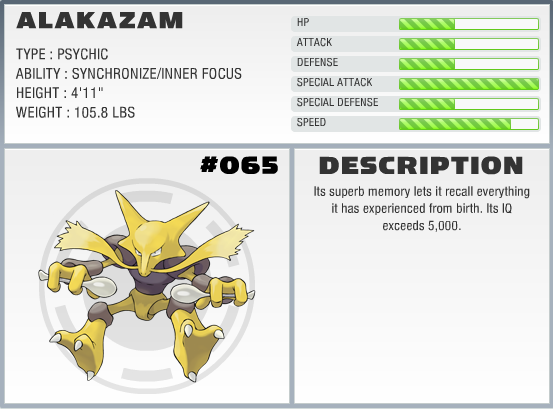 ALAKAZAM
TYPE : PSYCHIC
ABILITY : SYNCHRONIZE/INNER FOCUS
HEIGHT : 4'11"
WEIGHT : 105.8 LBS
HP
ATTACK
DEFENSE
SPECIAL ATTACK
SPECIAL DEFENSE
SPEED
#065
DESCRIPTION
Its superb memory lets it recall everything
it has experienced from birth. Its IQ
exceeds 5,000.